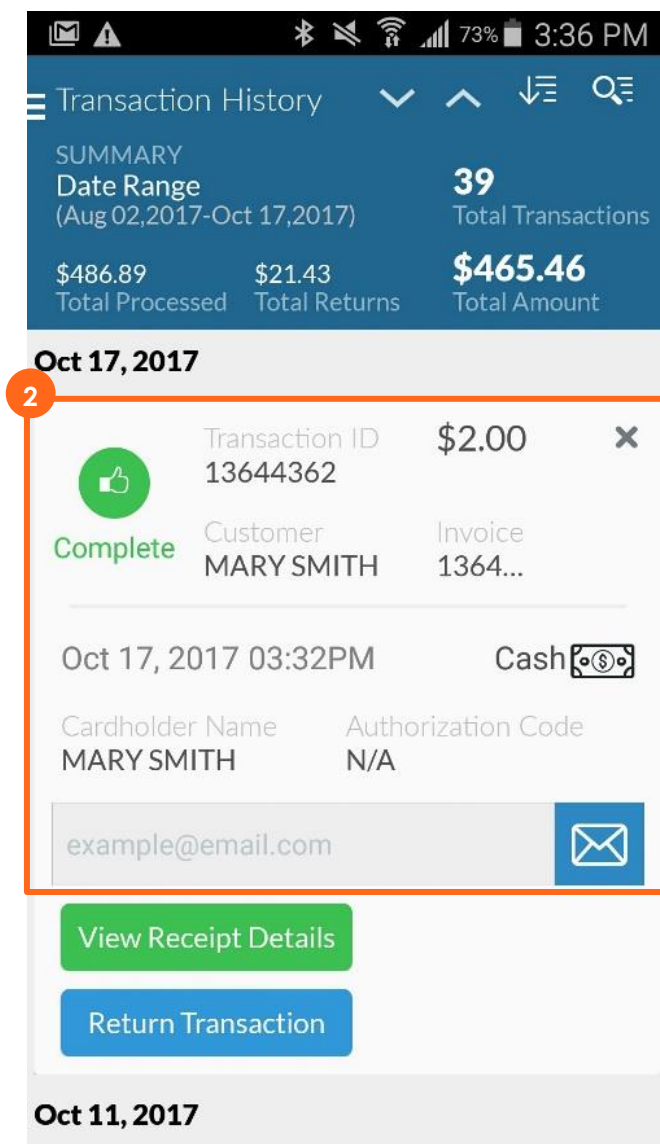 73% 3:36 PM
Transaction History
SUMMARY
Date Range
39
(Aug 02,2017-Oct 17,2017)
Total Transactions
$486.89 $21.43 $465.46
Total Processed Total Returns Total Amount
Oct 17, 2017
2
Transaction ID $2.00
13644362
Complete
Customer Invoice
MARY SMITH 1364...
Oct 17, 2017 03:32PM Cash
Cardholder Name Authorization Code
MARY SMITH N/A
example@email.com
View Receipt Details
Return Transaction
Oct 11, 2017